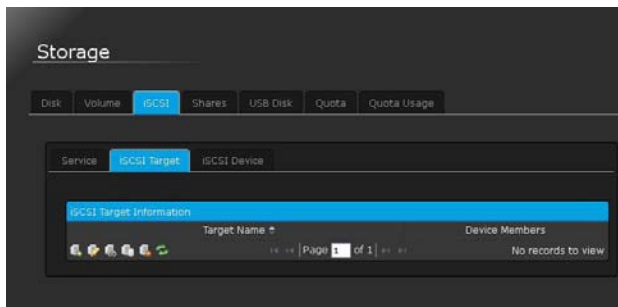 Storage
Disk Volume iSCSI Shares USB Disk Quota Quota Usage
Service iSCSI Target iSCSI Device
iSCSI Target Information
Target Name Device Members
Page 1 of 1 No records to view